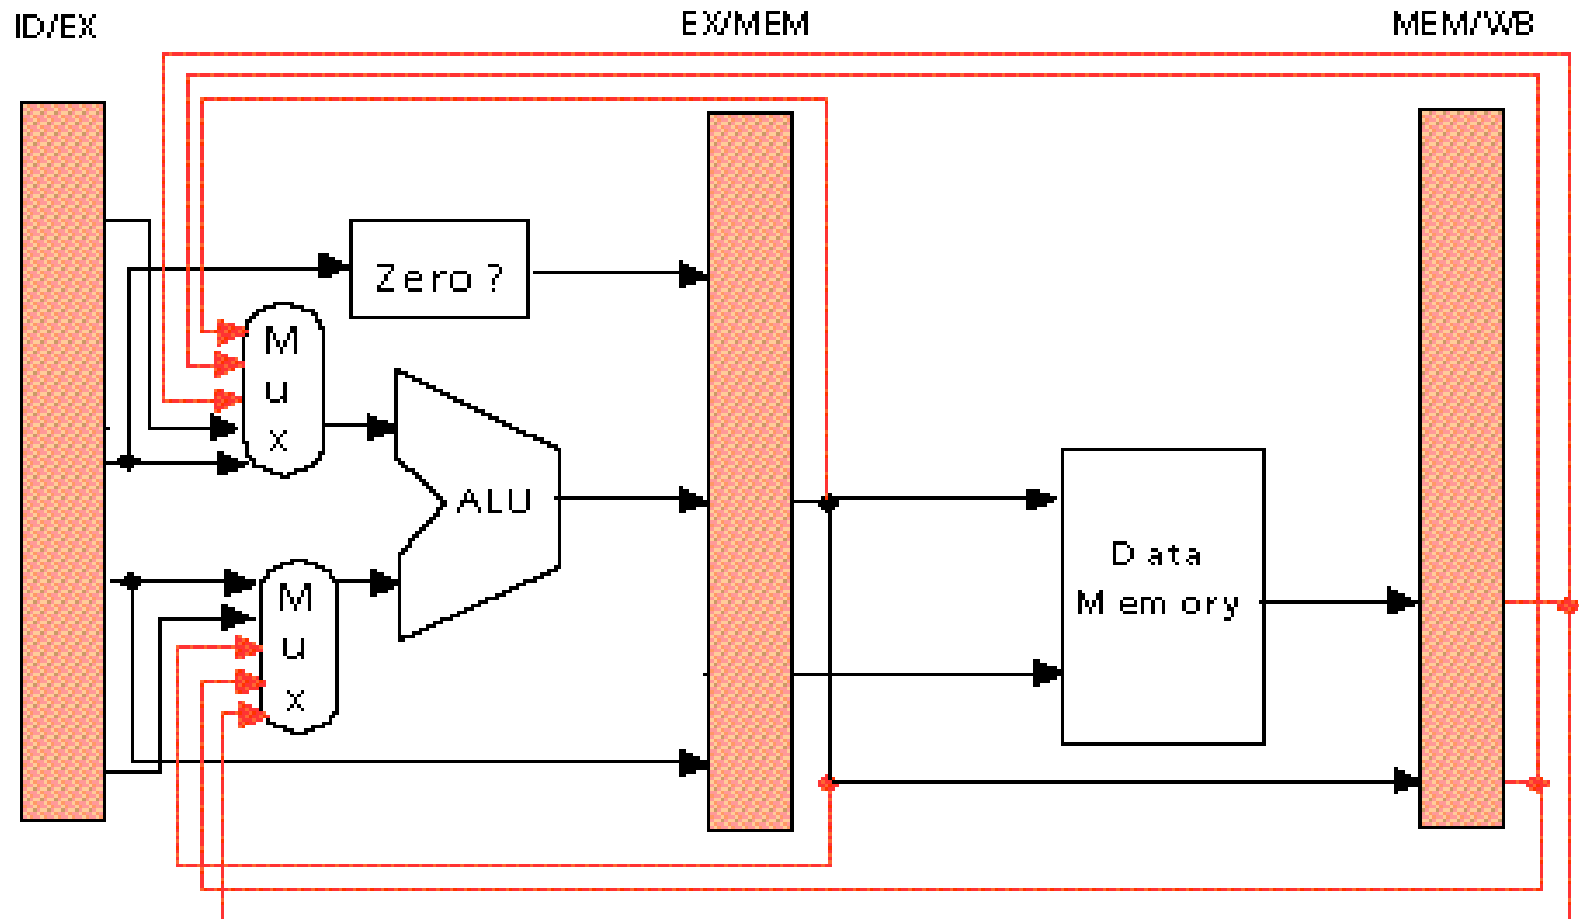 ID/EX
EX/MEM
MEM/WB
Zero ?
M
u
x
ALU
Data
Memory
M
u
x